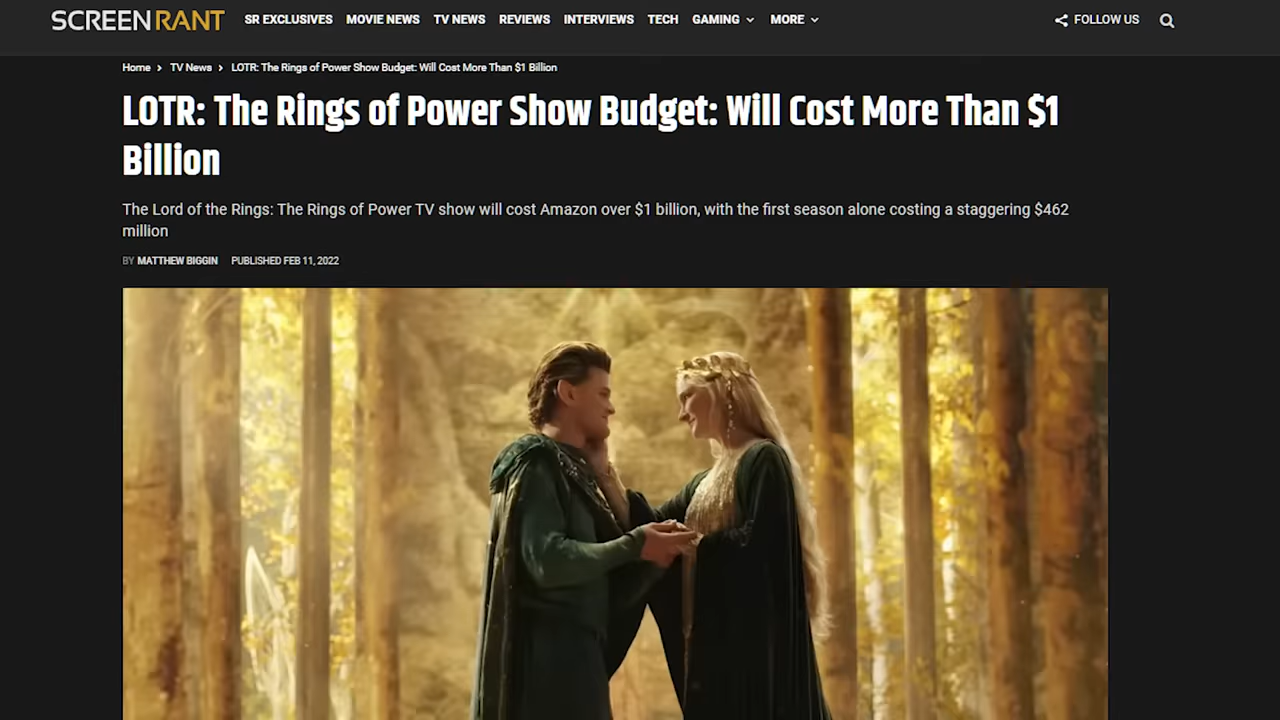 SCREENRANT SR EXCLUSIVES MOVIE NEWS TV NEWS REVIEWS INTERVIEWS TECH GAMING MORE FOLLOW US
Home > TV News > LOTR: The Rings of Power Show Budget: Will Cost More Than $1 Billion
LOTR: The Rings of Power Show Budget: Will Cost More Than $1
Billion
The Lord of the Rings: The Rings of Power TV show will cost Amazon over $1 billion, with the first season alone costing a staggering $462
million
BY MATTHEW BIGGIN PUBLISHED FEB 11, 2022